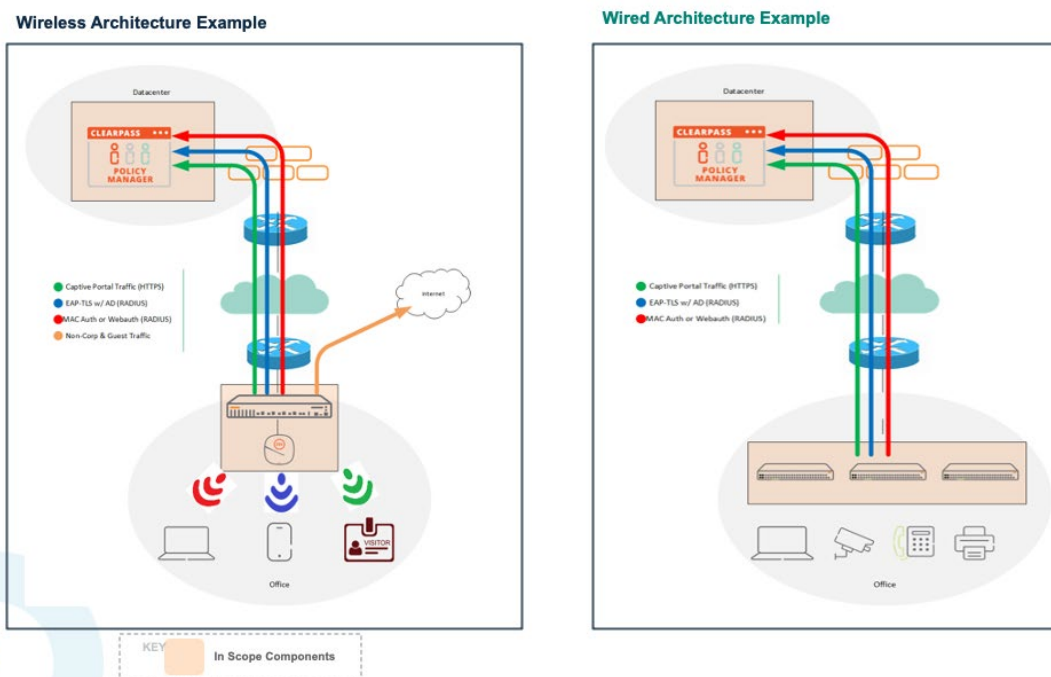 Wireless Architecture Example
Datacenter
CLEARPASS
POLICY
MANAGER
Captive Portal Traffic (HTTPS)
EAP-TLS w/ AD (RADIUS)
MAC Auth or Webauth (RADIUS)
Non-Corp & Guest Traffic
Internet
VISITOR
Office
KEY
In Scope Components
Wired Architecture Example
Datacenter
CLEARPASS
POLICY
MANAGER
Captive Portal Traffic (HTTPS)
EAP-TLS w/ AD (RADIUS)
MAC Auth or Webauth (RADIUS)
Office